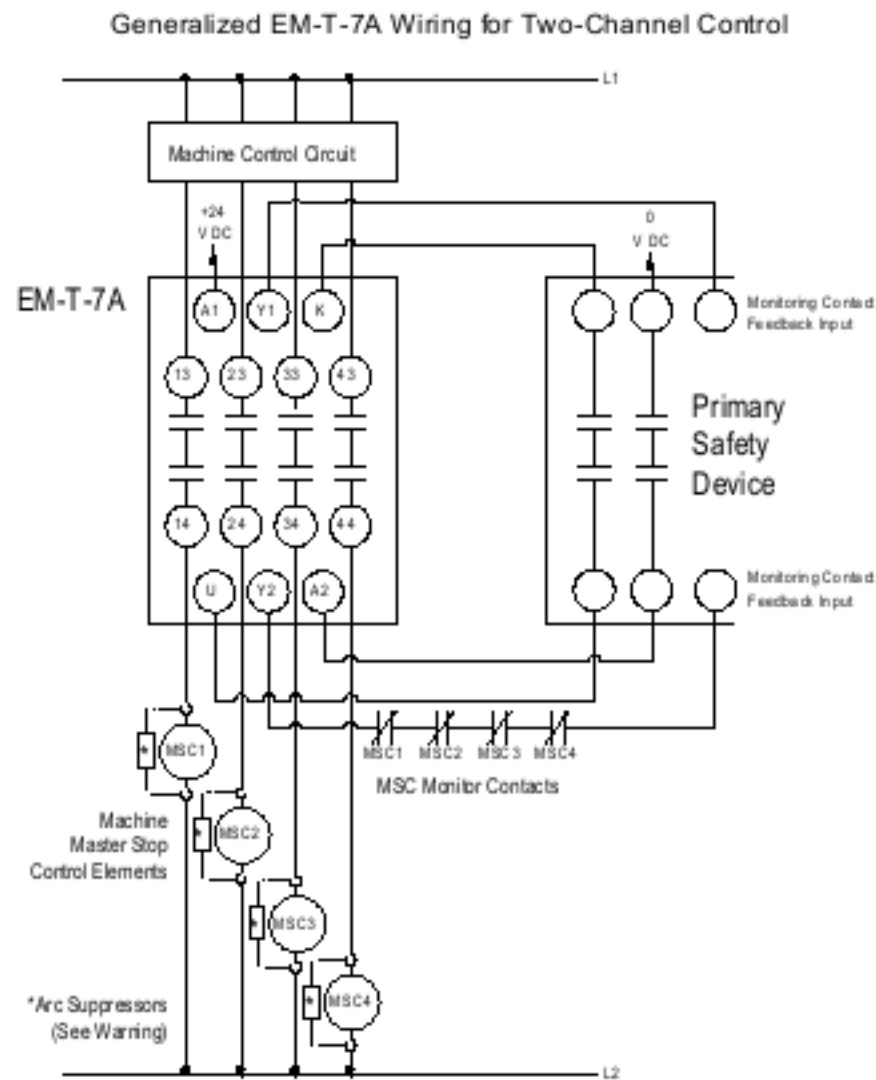 Generalized EM-T-7A Wiring for Two-Channel Control
L1
Machine Control Circuit
+24
V DC
0
V DC
EM-T-7A
A1
Y1
K
Monitoring Contact
Feedback Input
13
23
33
43
Primary
Safety
Device
14
24
34
44
U
Y2
A2
Monitoring Contact
Feedback Input
MSC1
*
MSC1
MSC2
MSC3
MSC4
MSC Monitor Contacts
Machine
Master Stop
Control Elements
*
MSC2
*
MSC3
*
MSC4
*Arc Suppressors
(See Warning)
L2